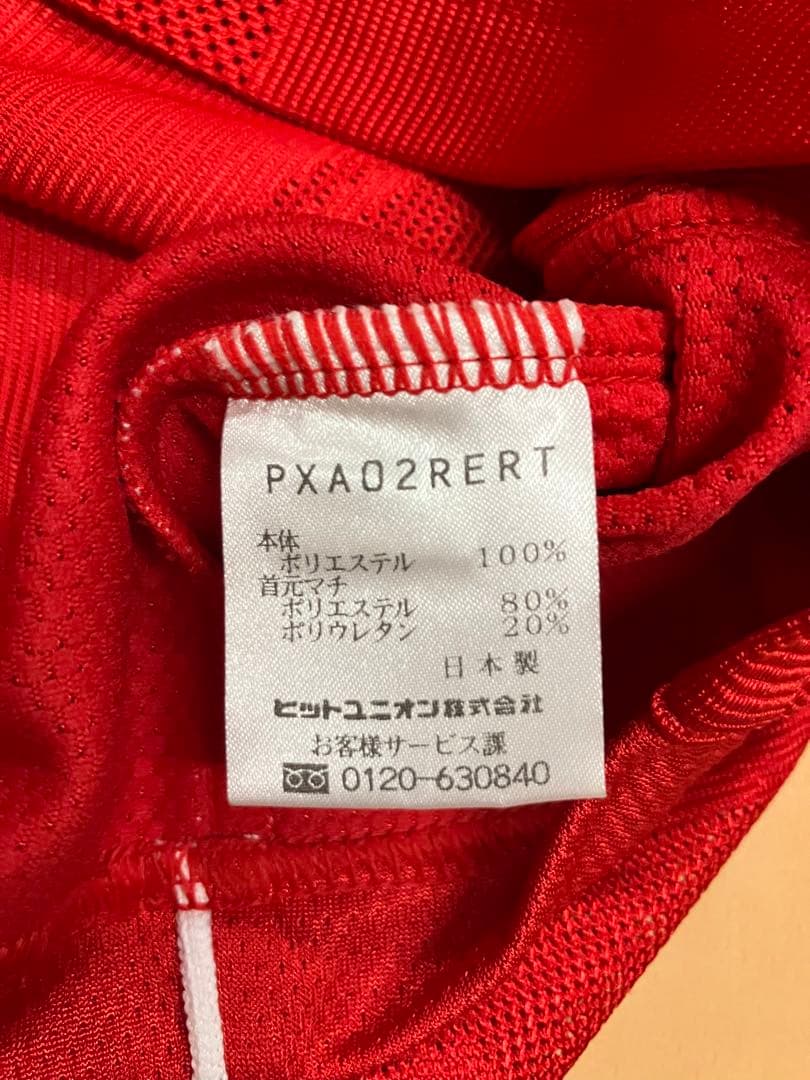 PXA02RERT
本体
ポリエステル 100%
首元マチ
ポリエステル 80%
ポリウレタン 20%
日本製
ヒットユニオン株式会社
お客様サービス課
0120-630840